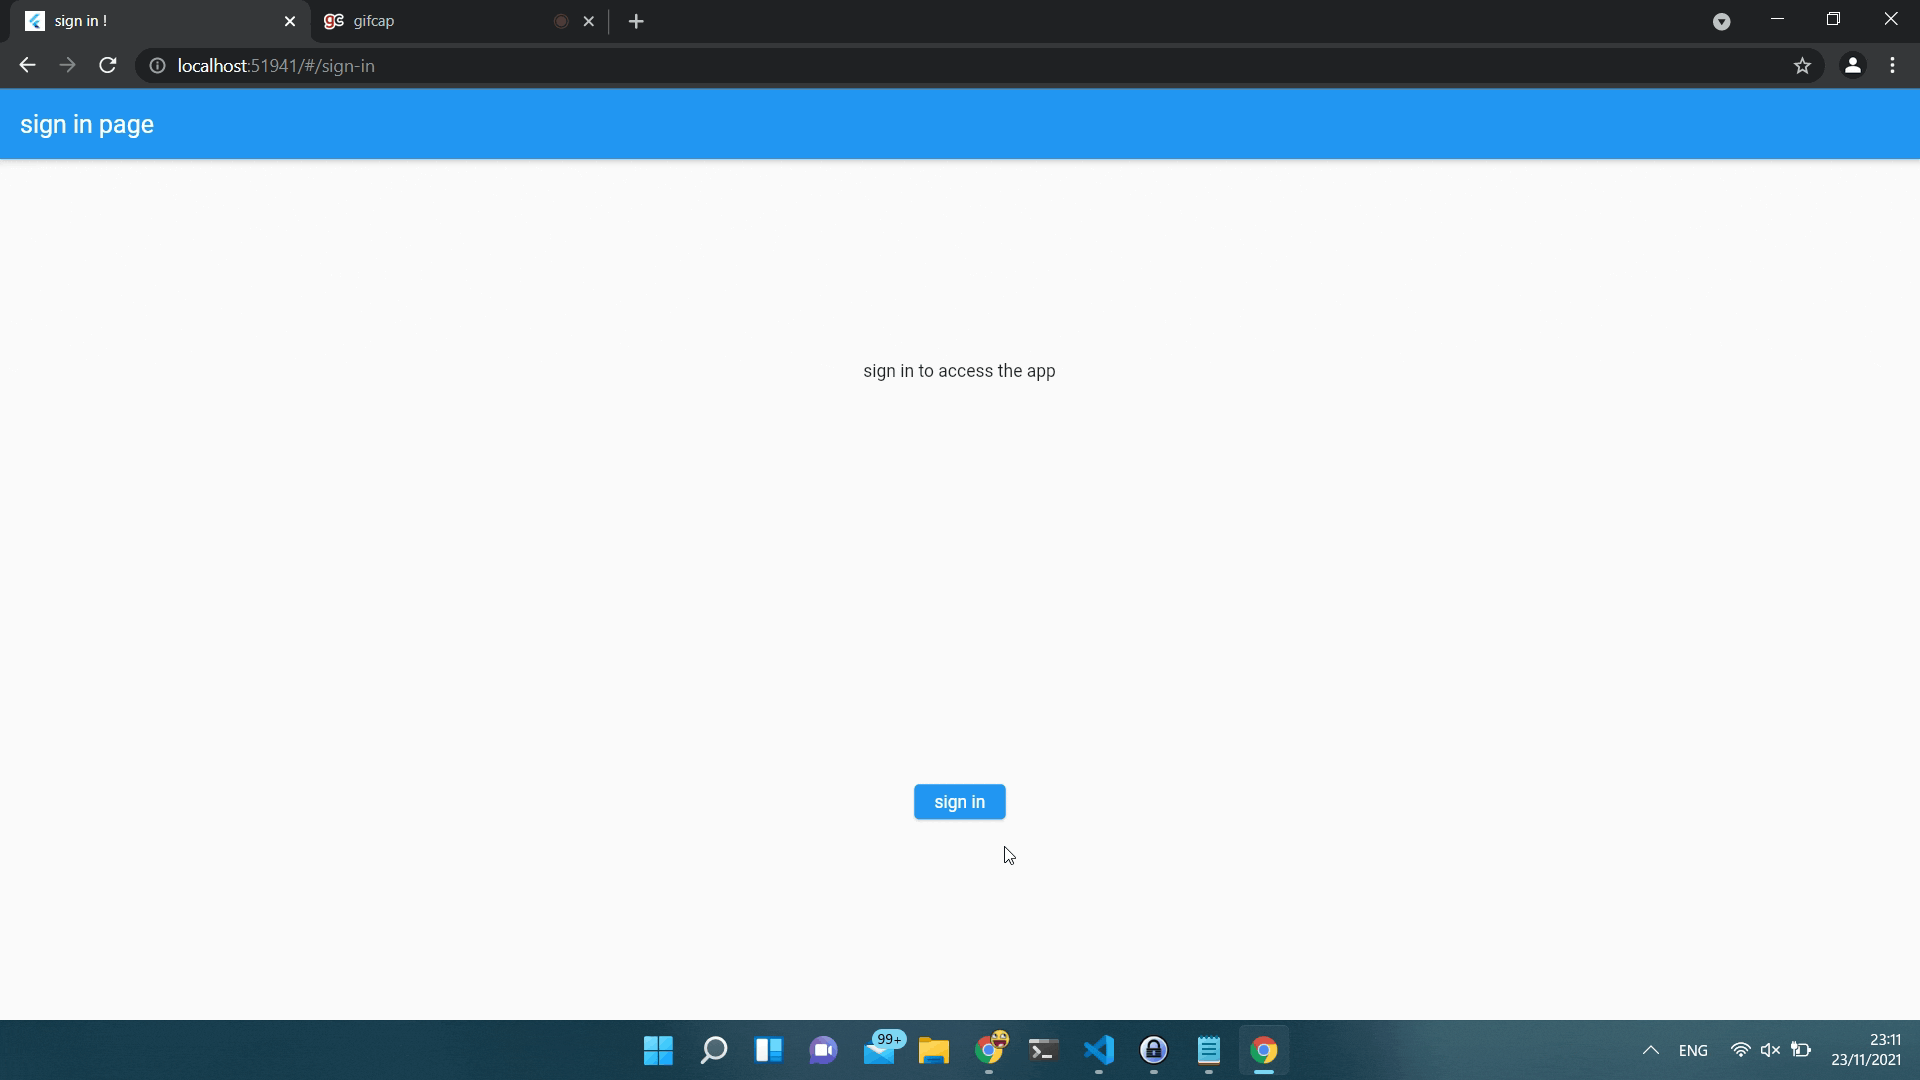 sign in !
gc gifcap
localhost:51941/#/sign-in
sign in page
sign in to access the app
sign in
99+
ENG
23:11
23/11/2021